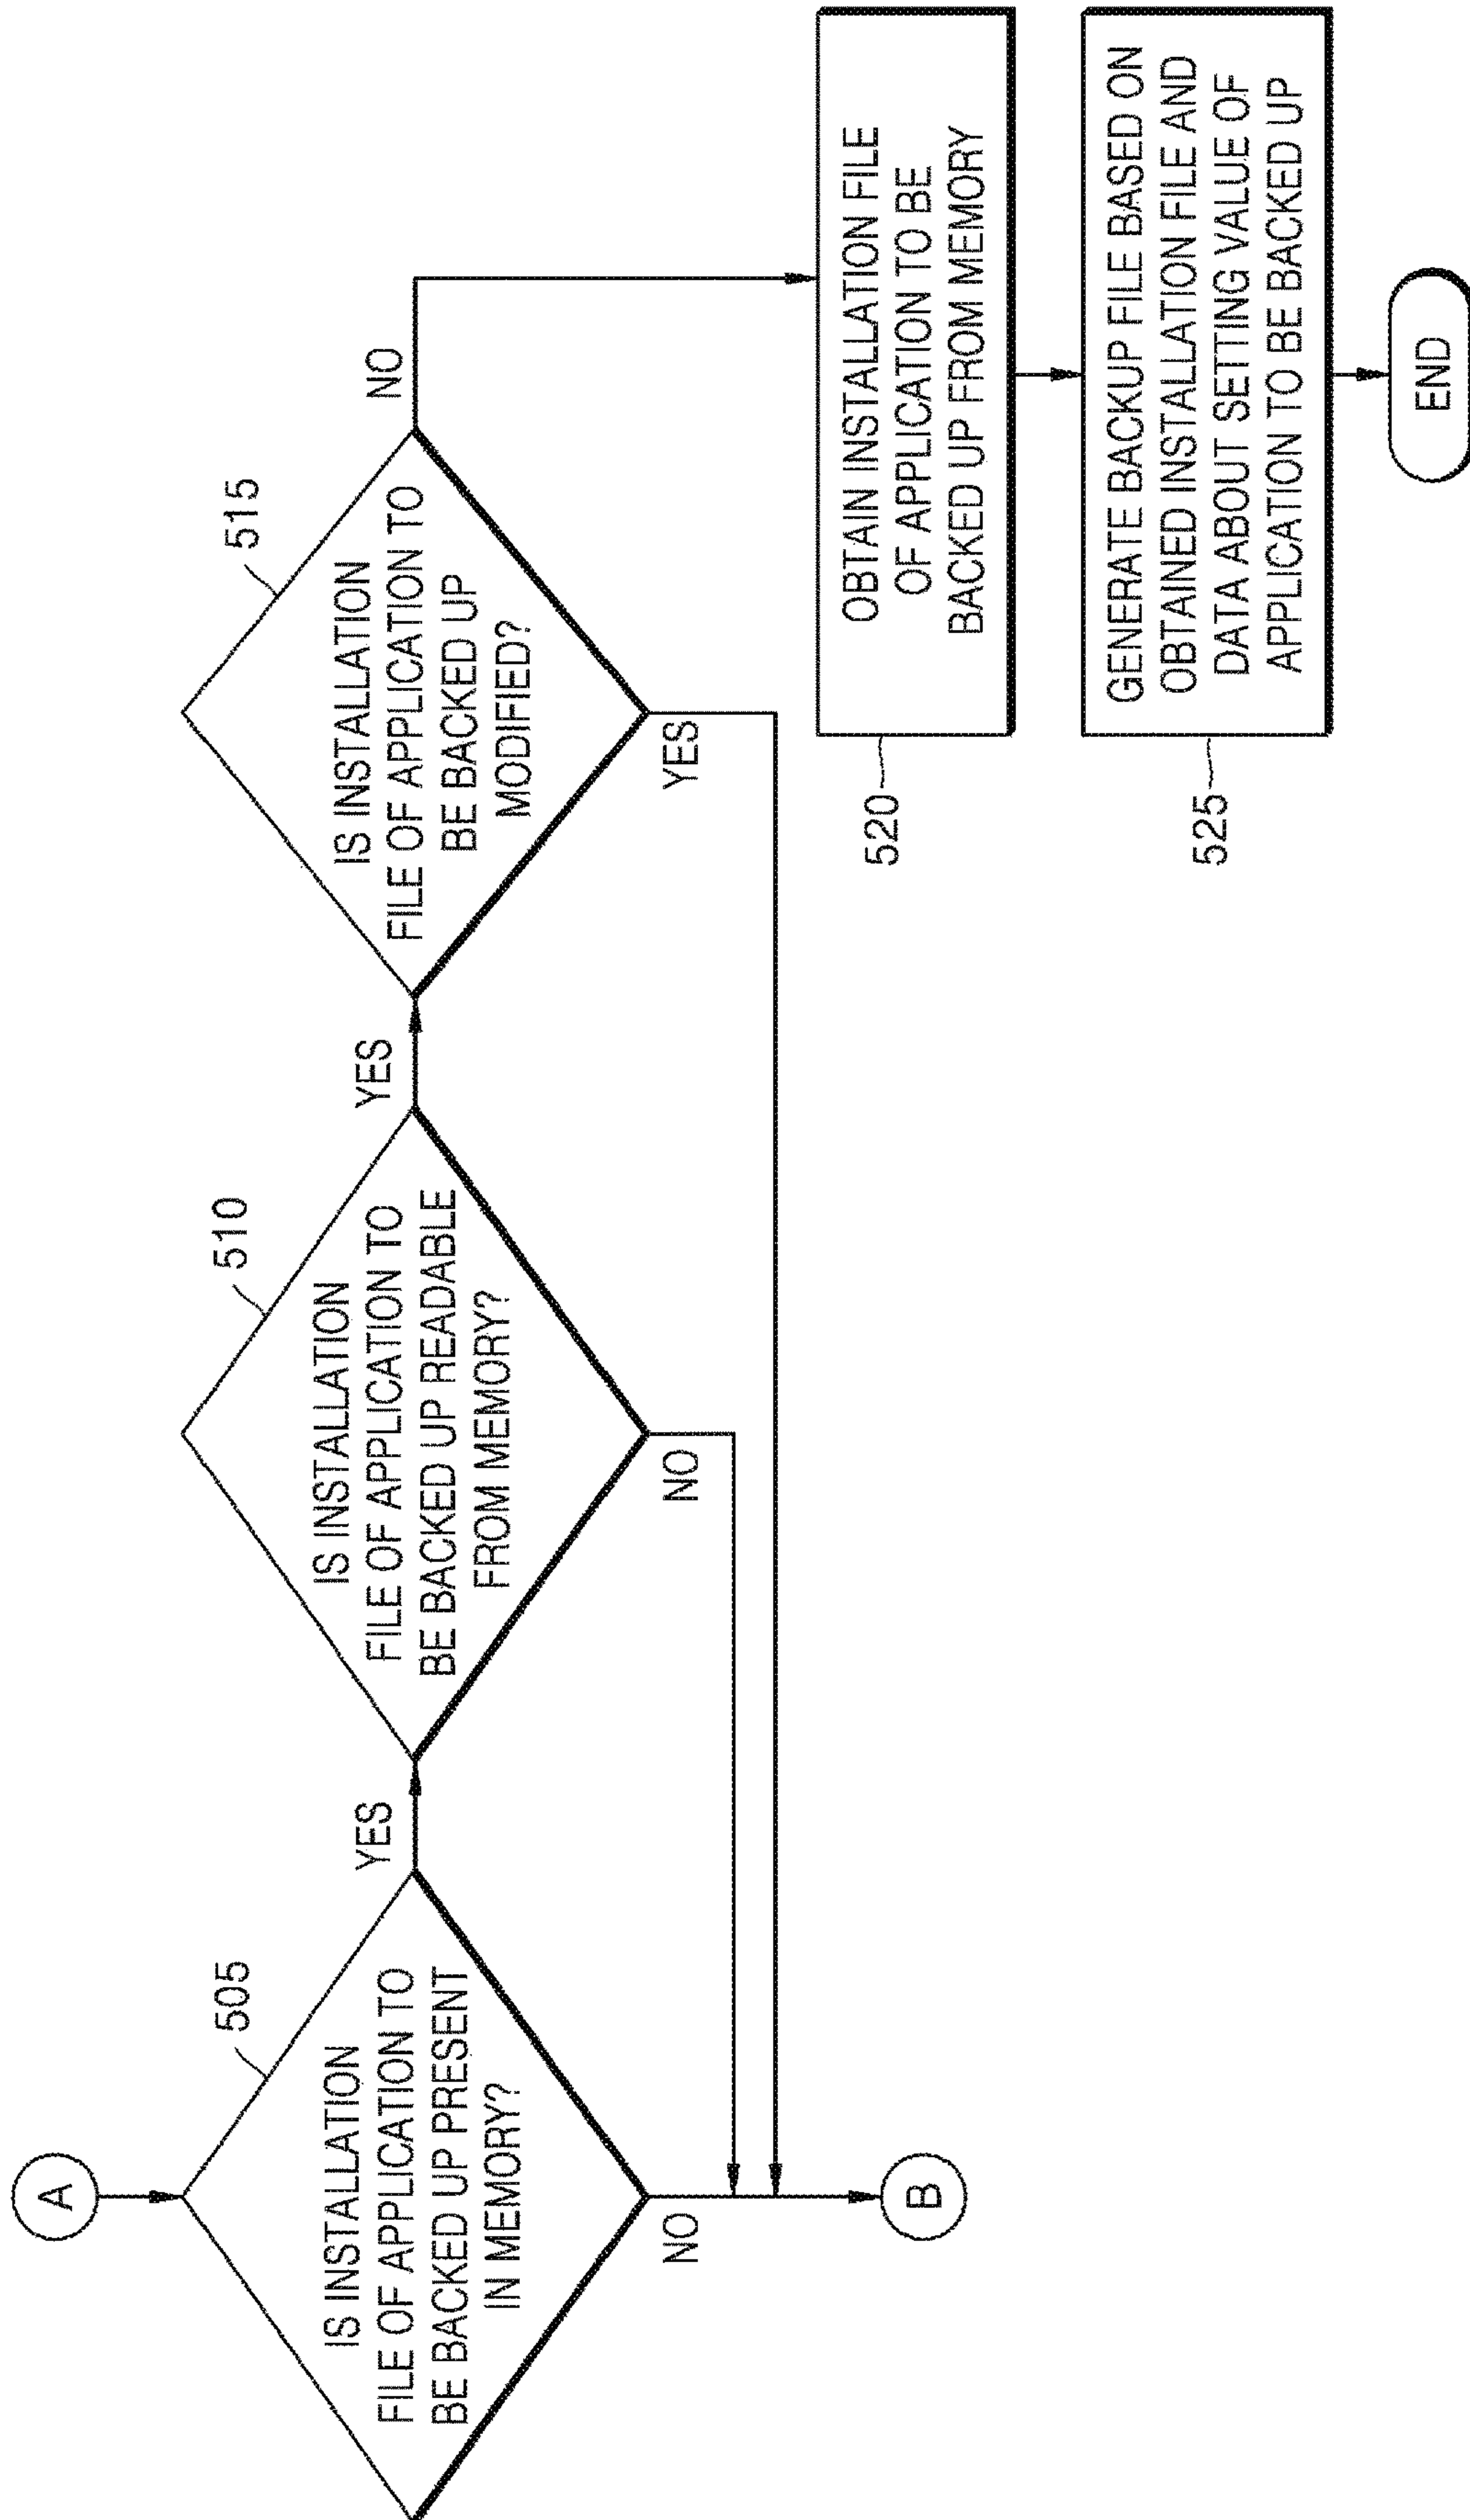 A
505
IS INSTALLATION
FILE OF APPLICATION TO
BE BACKED UP PRESENT
IN MEMORY?
YES
NO
510
IS INSTALLATION
FILE OF APPLICATION TO
BE BACKED UP READABLE
FROM MEMORY?
YES
NO
515
IS INSTALLATION
FILE OF APPLICATION TO
BE BACKED UP
MODIFIED?
NO
YES
B
520
OBTAIN INSTALLATION FILE
OF APPLICATION TO BE
BACKED UP FROM MEMORY
525
GENERATE BACKUP FILE BASED ON
OBTAINED INSTALLATION FILE AND
DATA ABOUT SETTING VALUE OF
APPLICATION TO BE BACKED UP
END